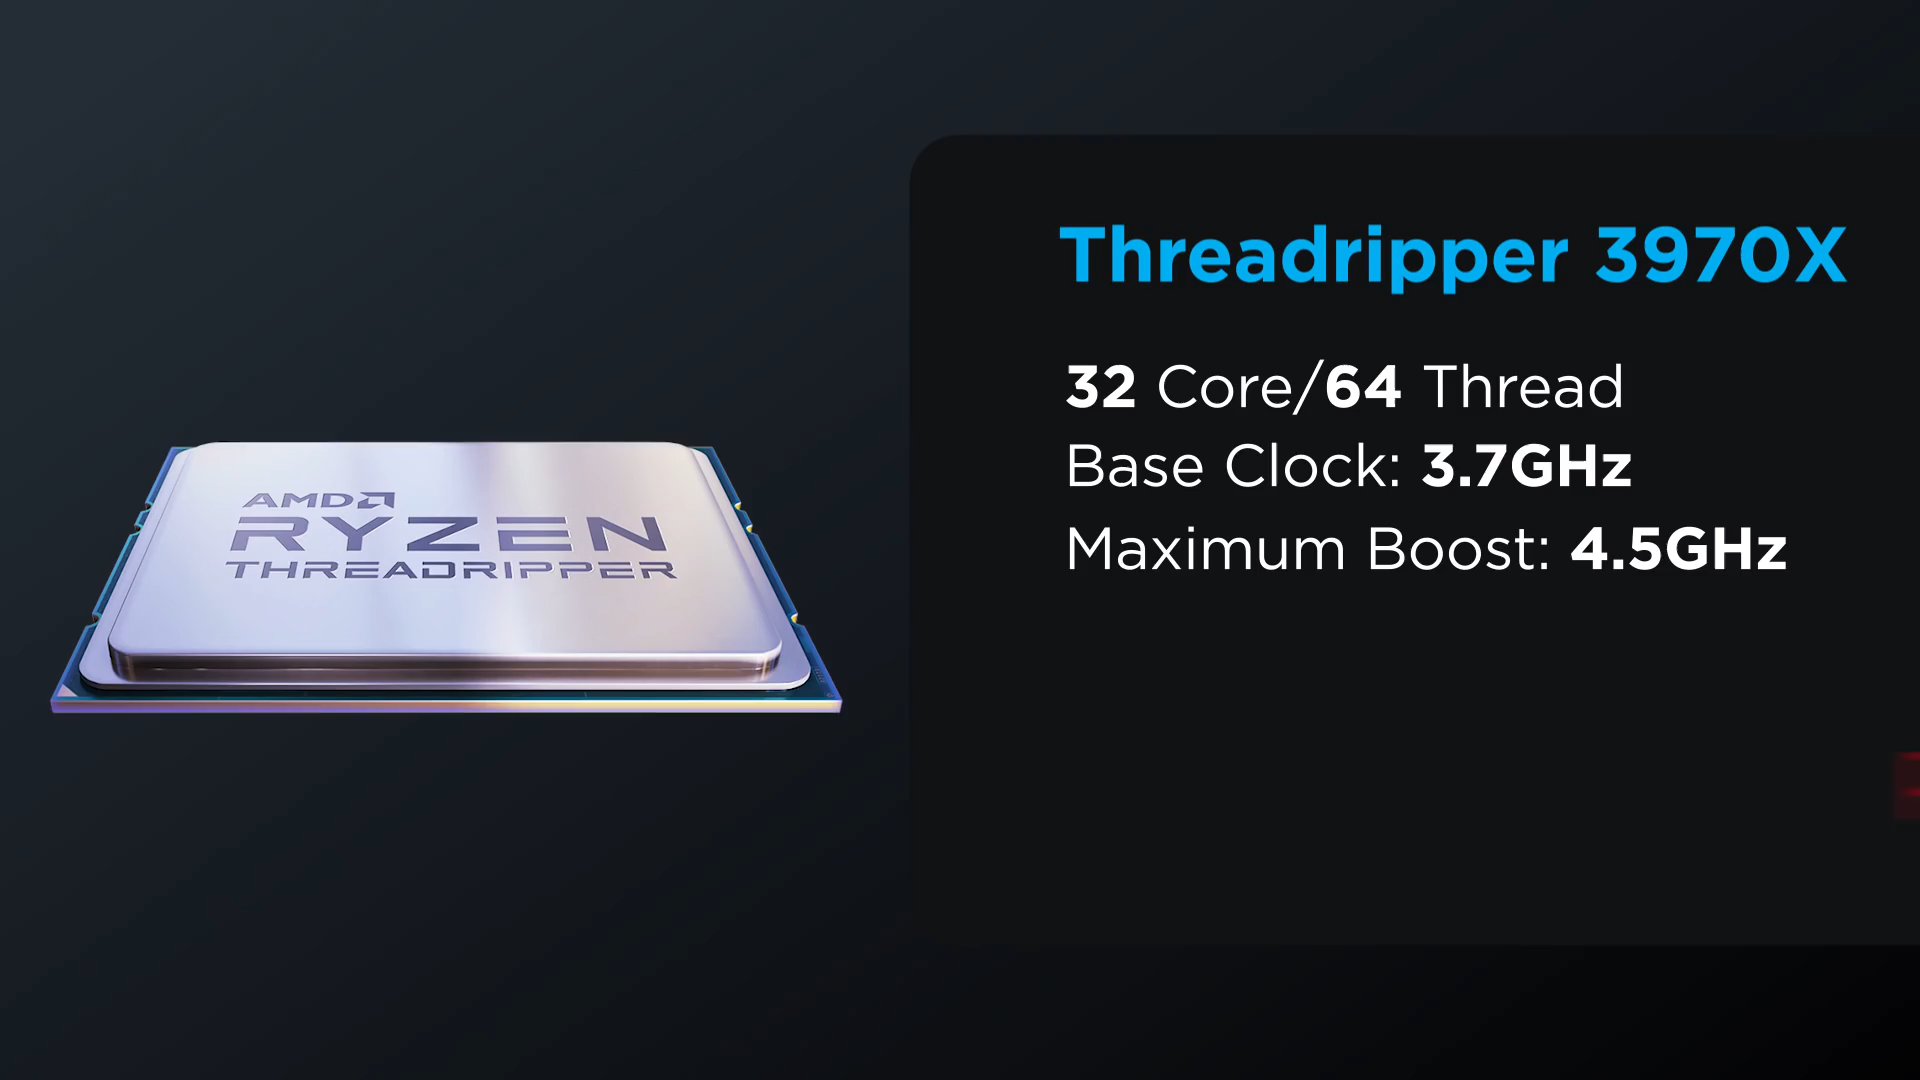 AMD
RYZEN
THREADRIPPER
Threadripper 3970X
32 Core/64 Thread
Base Clock: 3.7GHz
Maximum Boost: 4.5GHz